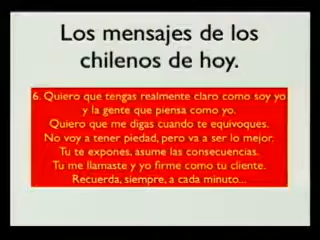 Los mensajes de los
chilenos de hoy.
6. Quiero que tengas realmente claro como soy yo
y la gente que piensa como yo.
Quiero que me digas cuando te equivoques.
No voy a tener piedad, pero va a ser lo mejor.
Tu te expones, asume las consecuencias.
Tu me llamaste y yo firme como tu cliente.
Recuerda, siempre, a cada minuto...